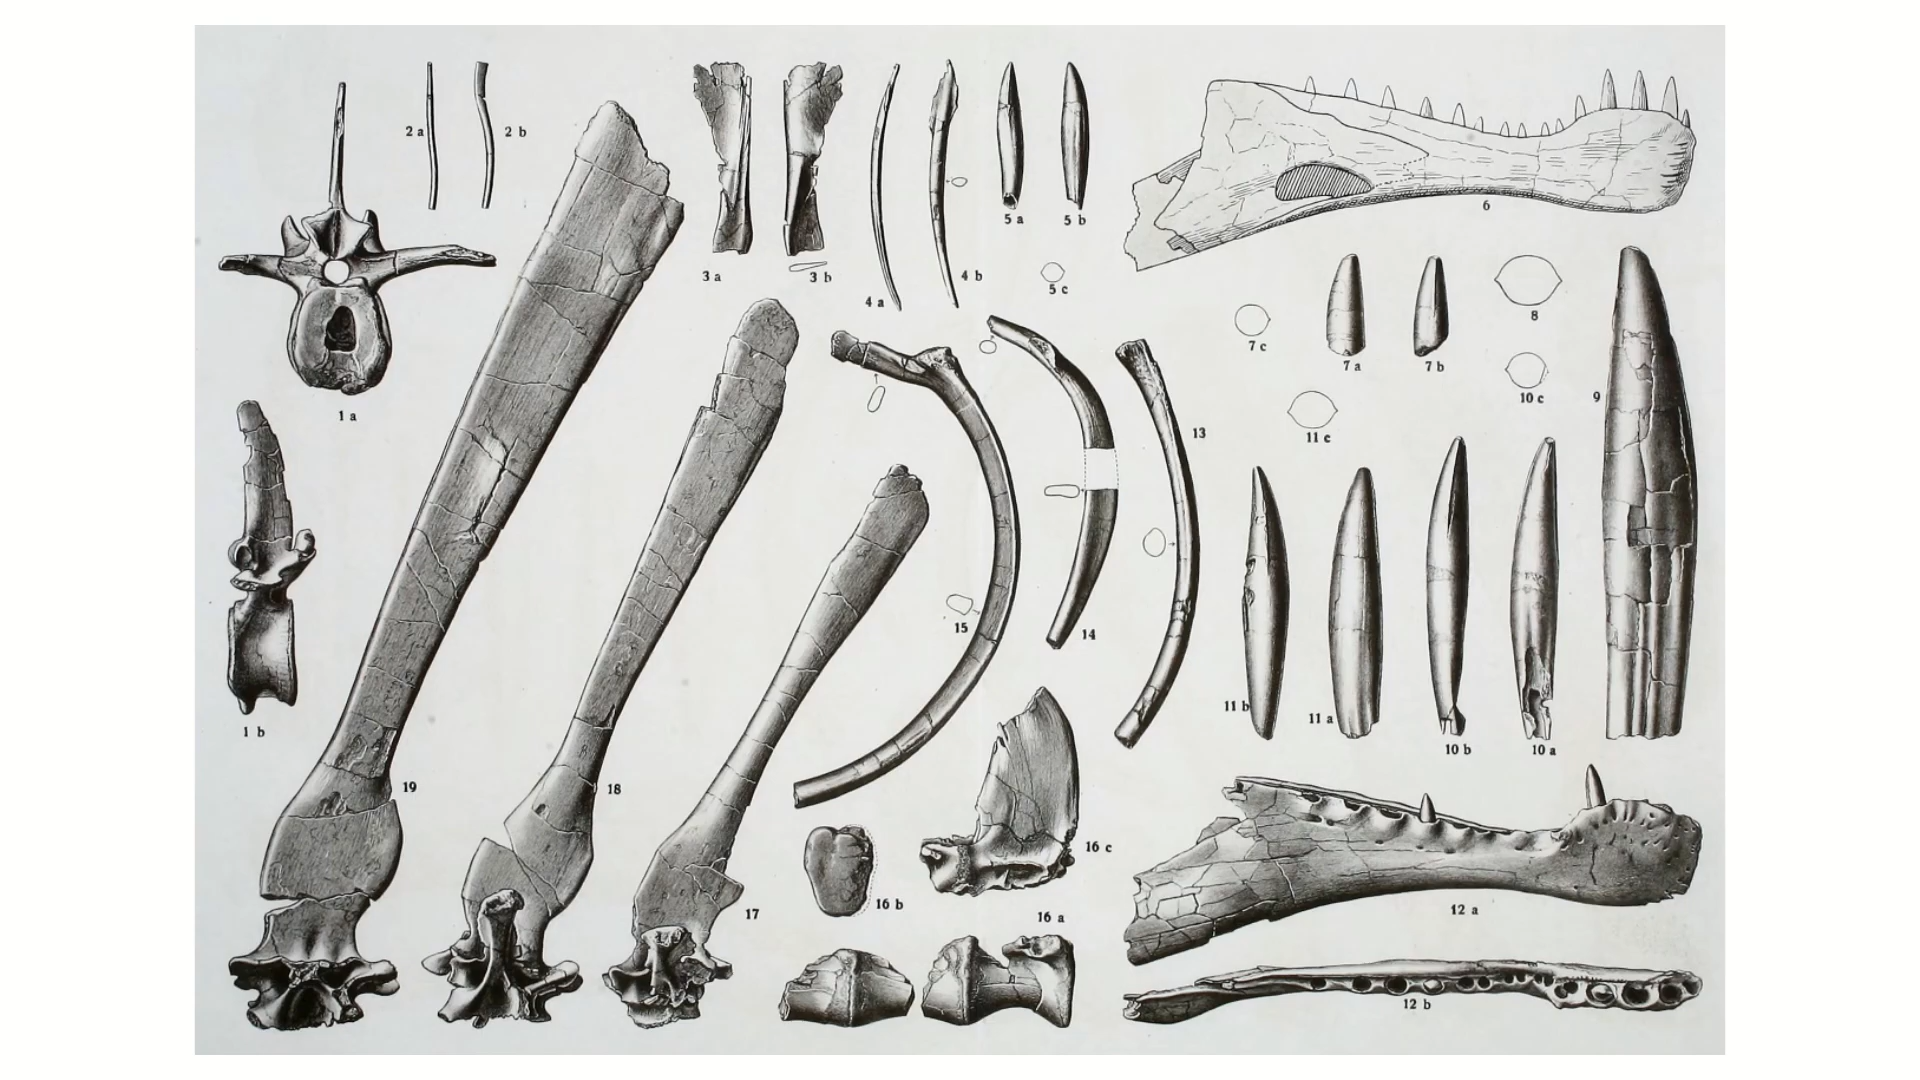 2 a
2 b
3 a
3 b
4 a
4 b
5 a
5 b
5 c
6
1 a
7 c
7 a
7 b
8
10 c
9
11 c
13
15
14
1 b
11 b
11 a
10 b
10 a
19
18
16 c
17
16 b
16 a
12 a
12 b